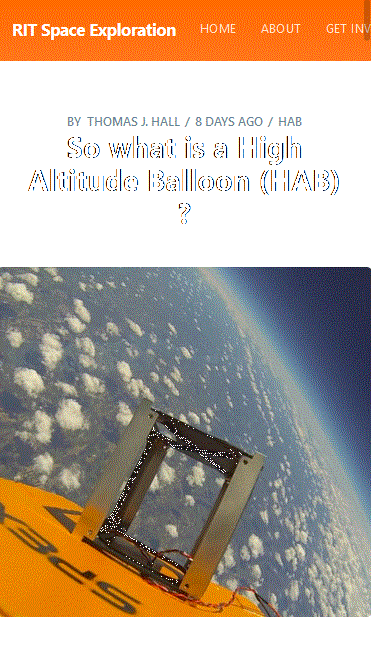 RIT Space Exploration HOME ABOUT GET INV
BY THOMAS J. HALL / 8 DAYS AGO / HAB
So what is a High
Altitude Balloon (HAB)
?